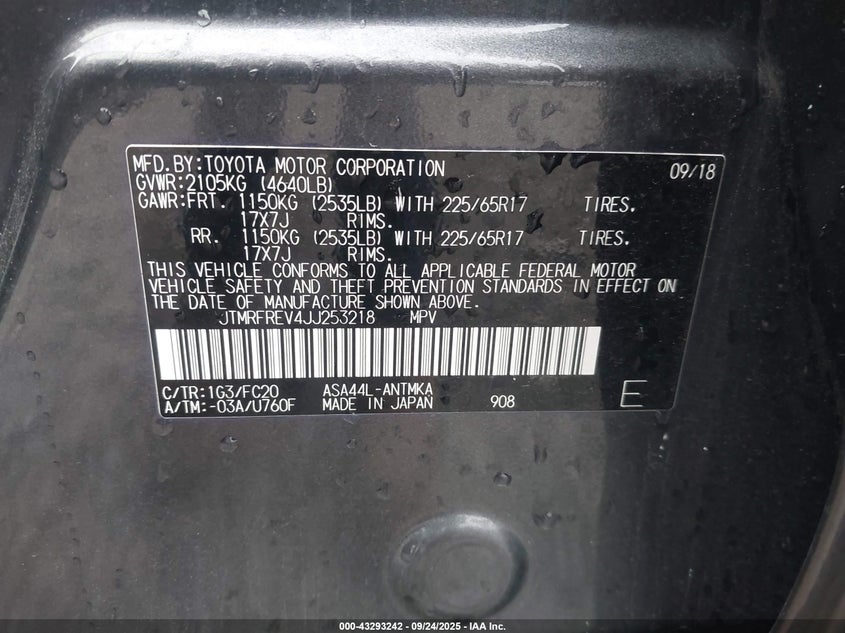 MFD.BY:TOYOTA MOTOR CORPORATION 09/18
GVWR:2105KG (4640LB)
GAWR:FRT. 1150KG (2535LB) WITH 225/65R17 TIRES.
17X7J RIMS.
RR. 1150KG (2535LB) WITH 225/65R17 TIRES.
17X7J RIMS.
THIS VEHICLE CONFORMS TO ALL APPLICABLE FEDERAL MOTOR
VEHICLE SAFETY AND THEFT PREVENTION STANDARDS IN EFFECT ON
THE DATE OF MANUFACTURE SHOWN ABOVE.
JTMRFREV4JJ253218 MPV
C/TR:1G3/FC20 ASA44L-ANTMKA
A/TM:-03A/U760F MADE IN JAPAN 908 E
000-43293242 - 09/24/2025 - IAA Inc.